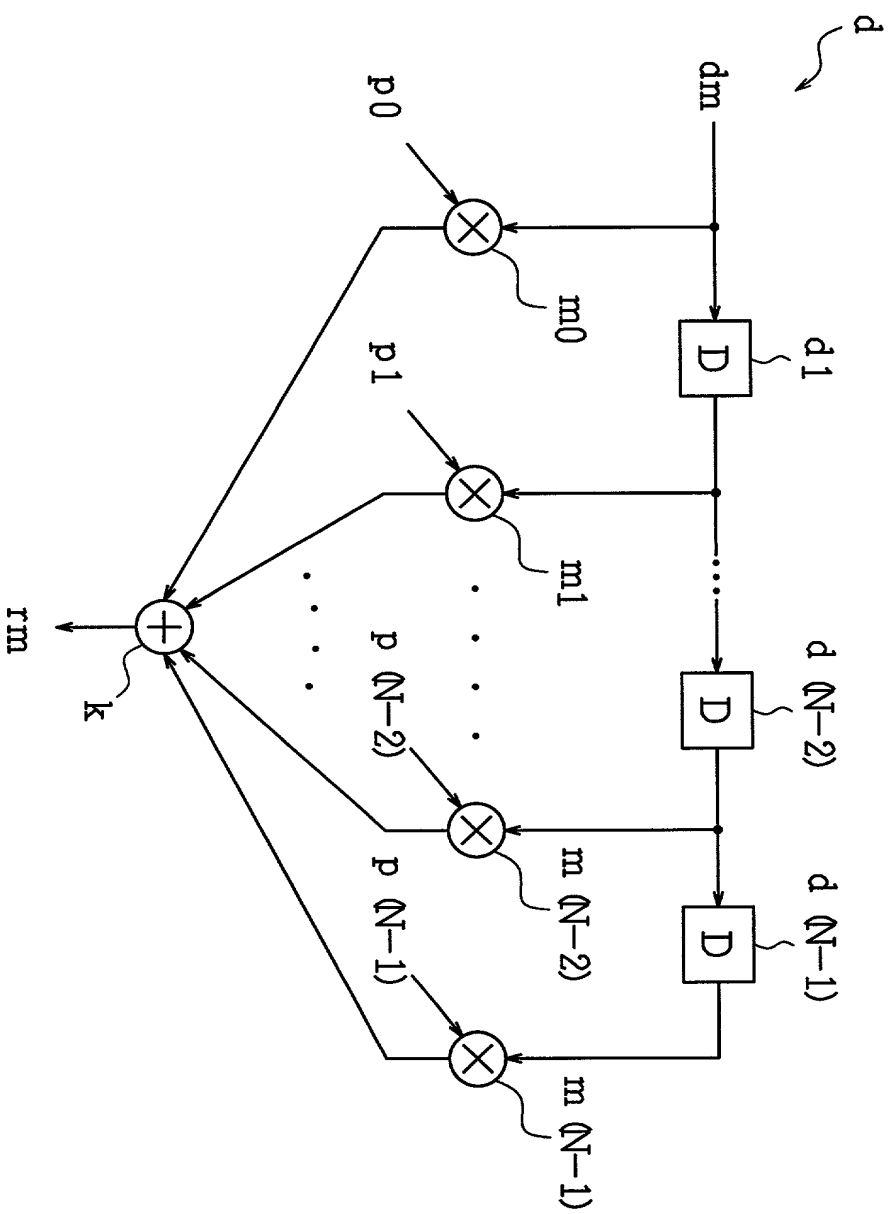 d
dm
d1
d (N-2)
d (N-1)
D
D
D
m0
m1
m (N-2)
m (N-1)
p0
p1
p (N-2)
p (N-1)
k
rm